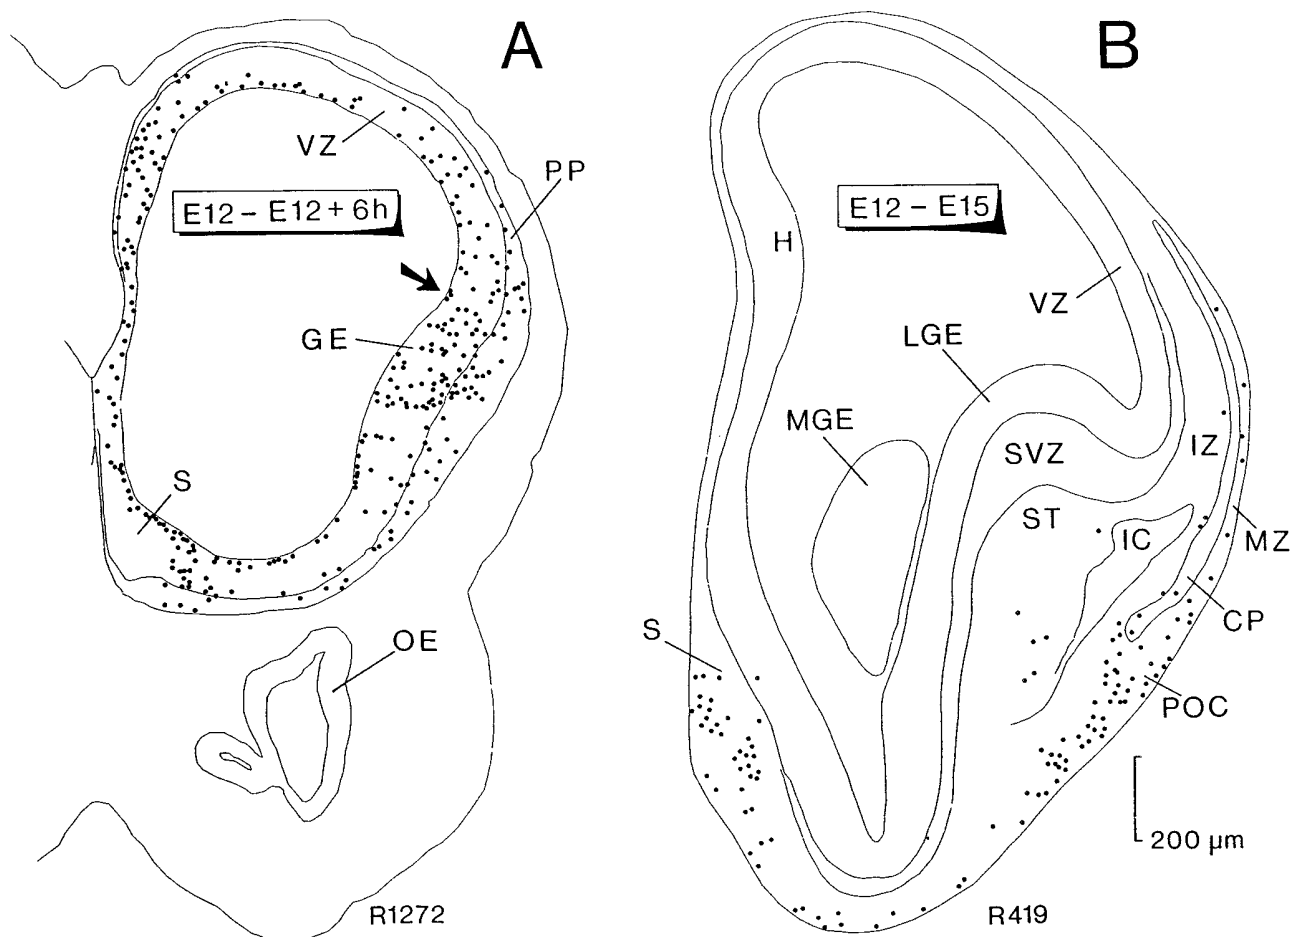 A
VZ
PP
E12 – E12 + 6h
GE
S
OE
R1272
B
H
E12 – E15
VZ
LGE
MGE
SVZ
IZ
ST
IC
MZ
CP
S
POC
200 µm
R419